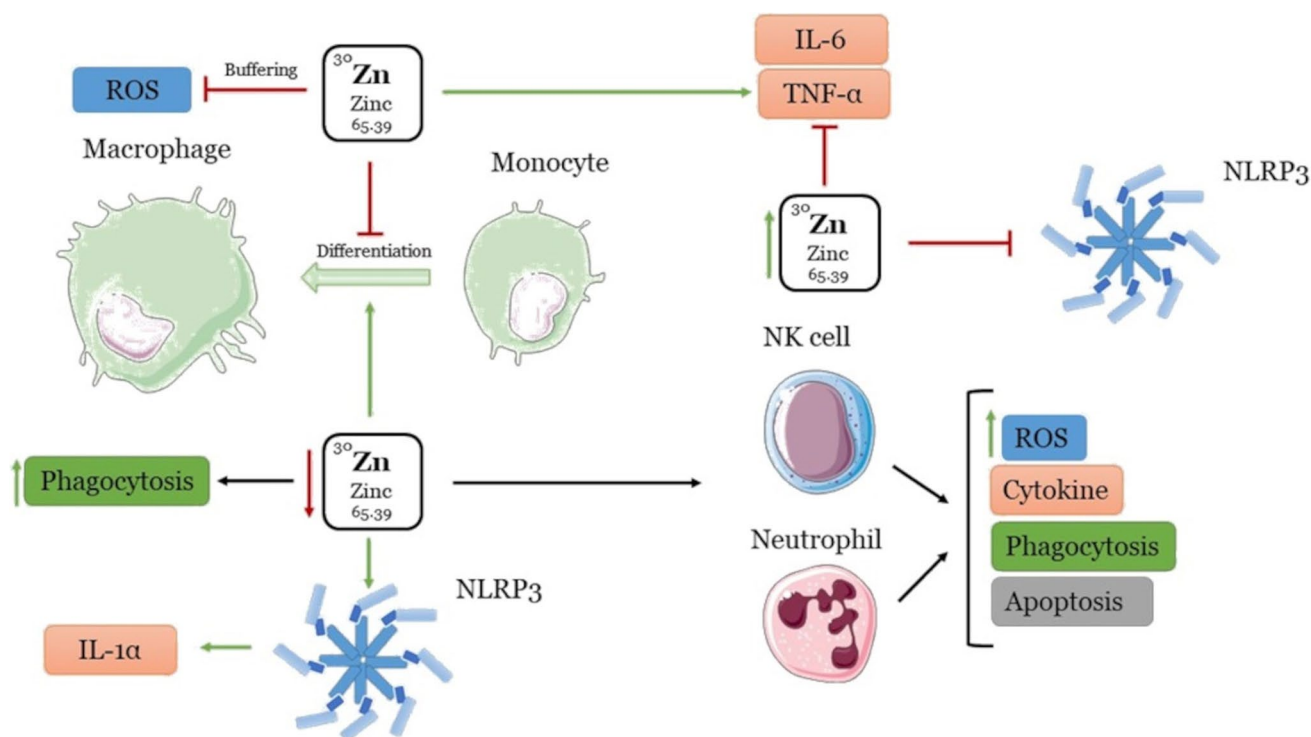 IL-6
TNF-α
ROS
Buffering
30
Zn
Zinc
65.39
Macrophage
Monocyte
Differentiation
30
Zn
Zinc
65.39
NLRP3
NK cell
30
Zn
Zinc
65.39
Phagocytosis
ROS
Cytokine
Phagocytosis
Apoptosis
Neutrophil
NLRP3
IL-1α